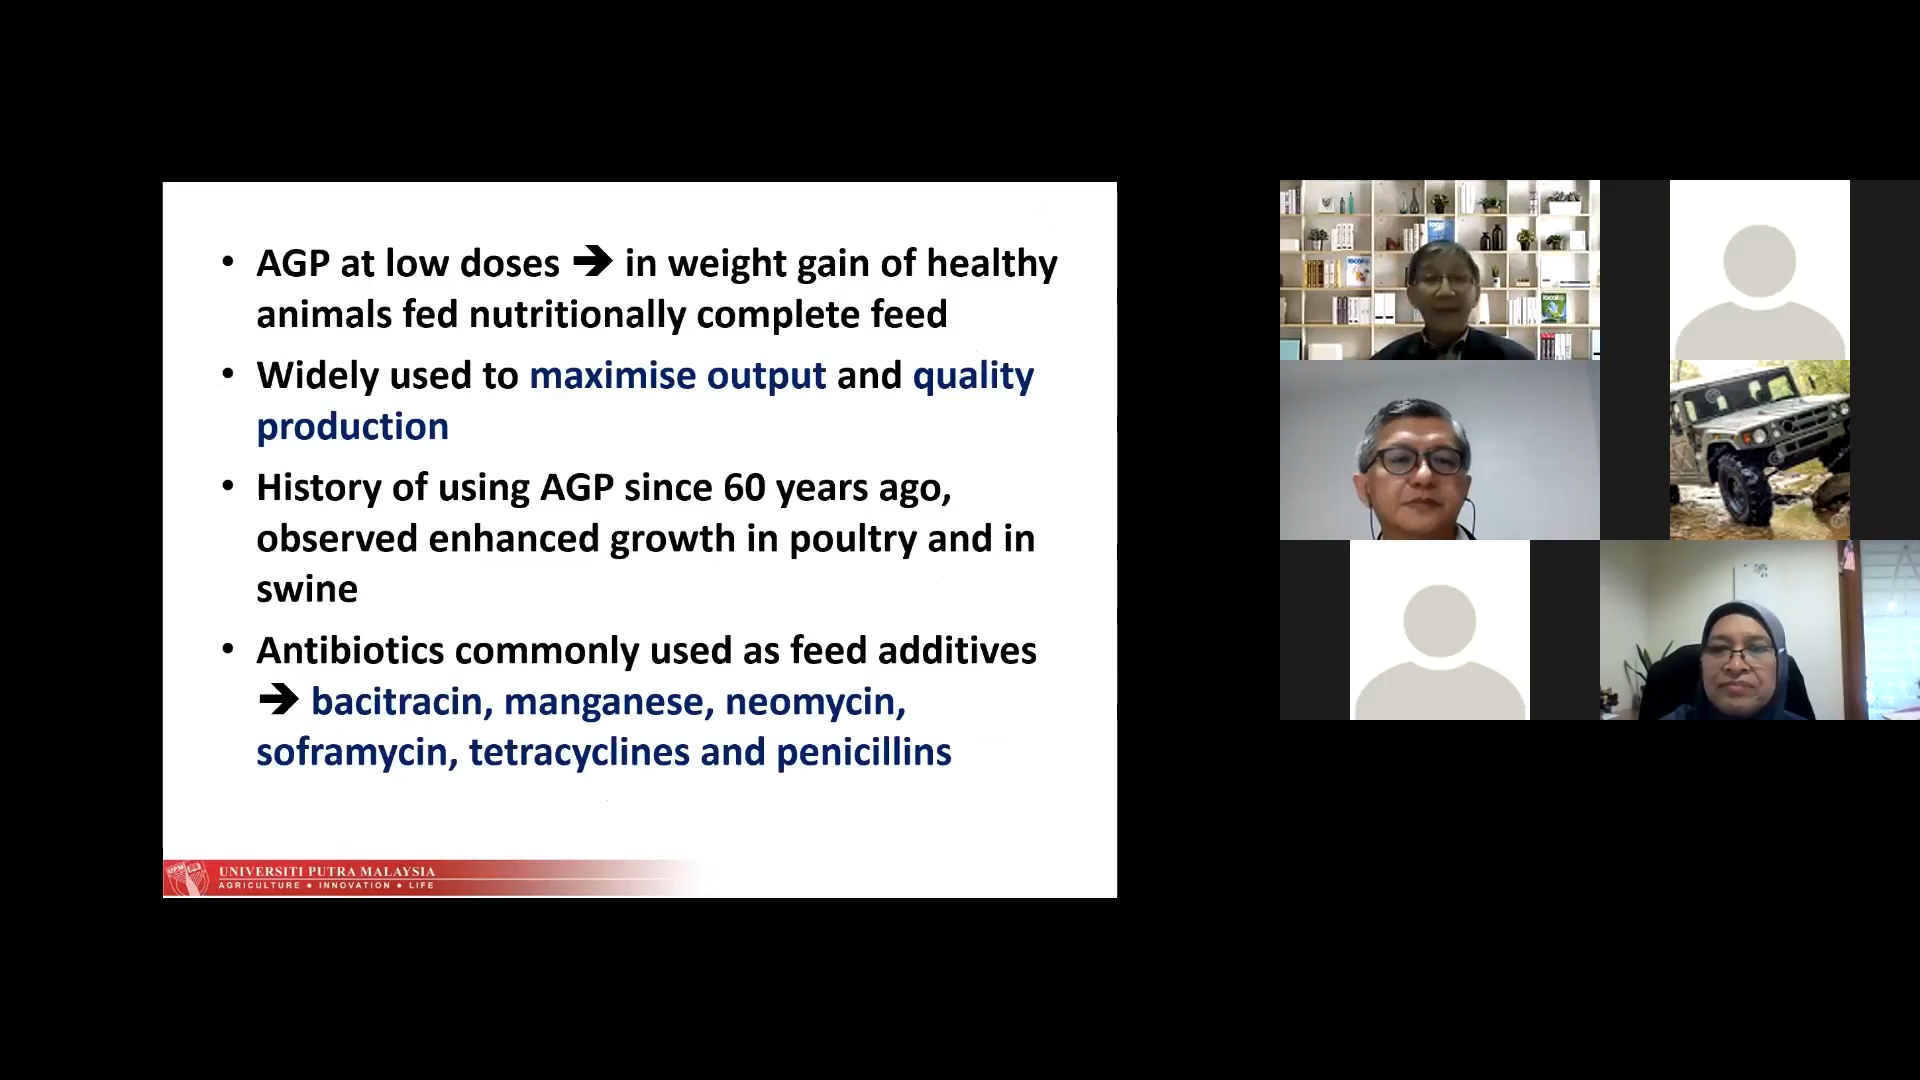 • AGP at low doses ➔ in weight gain of healthy
animals fed nutritionally complete feed
• Widely used to maximise output and quality
production
• History of using AGP since 60 years ago,
observed enhanced growth in poultry and in
swine
• Antibiotics commonly used as feed additives
➔ bacitracin, manganese, neomycin,
soframycin, tetracyclines and penicillins
UNIVERSITI PUTRA MALAYSIA
AGRICULTURE • INNOVATION • LIFE